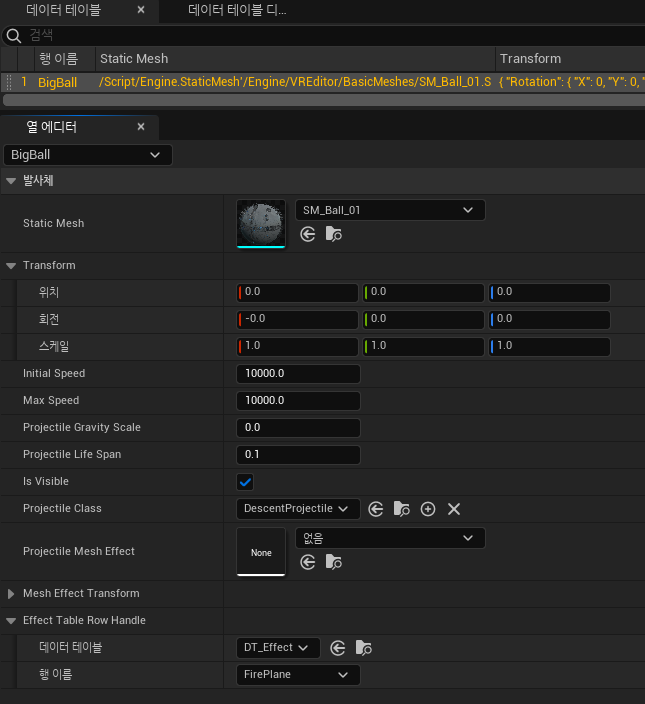 데이터 테이블 × 데이터 테이블 디...
검색
행 이름 Static Mesh Transform
1 BigBall /Script/Engine.StaticMesh'/Engine/VREditor/BasicMeshes/SM_Ball_01.S { "Rotation": { "X": 0, "Y": 0, "
열 에디터 ×
BigBall
발사체
Static Mesh SM_Ball_01
Transform
위치 0.0 0.0 0.0
회전 -0.0 0.0 0.0
스케일 1.0 1.0 1.0
Initial Speed 10000.0
Max Speed 10000.0
Projectile Gravity Scale 0.0
Projectile Life Span 0.1
Is Visible
Projectile Class DescentProjectile
Projectile Mesh Effect None 없음
Mesh Effect Transform
Effect Table Row Handle
데이터 테이블 DT_Effect
행 이름 FirePlane